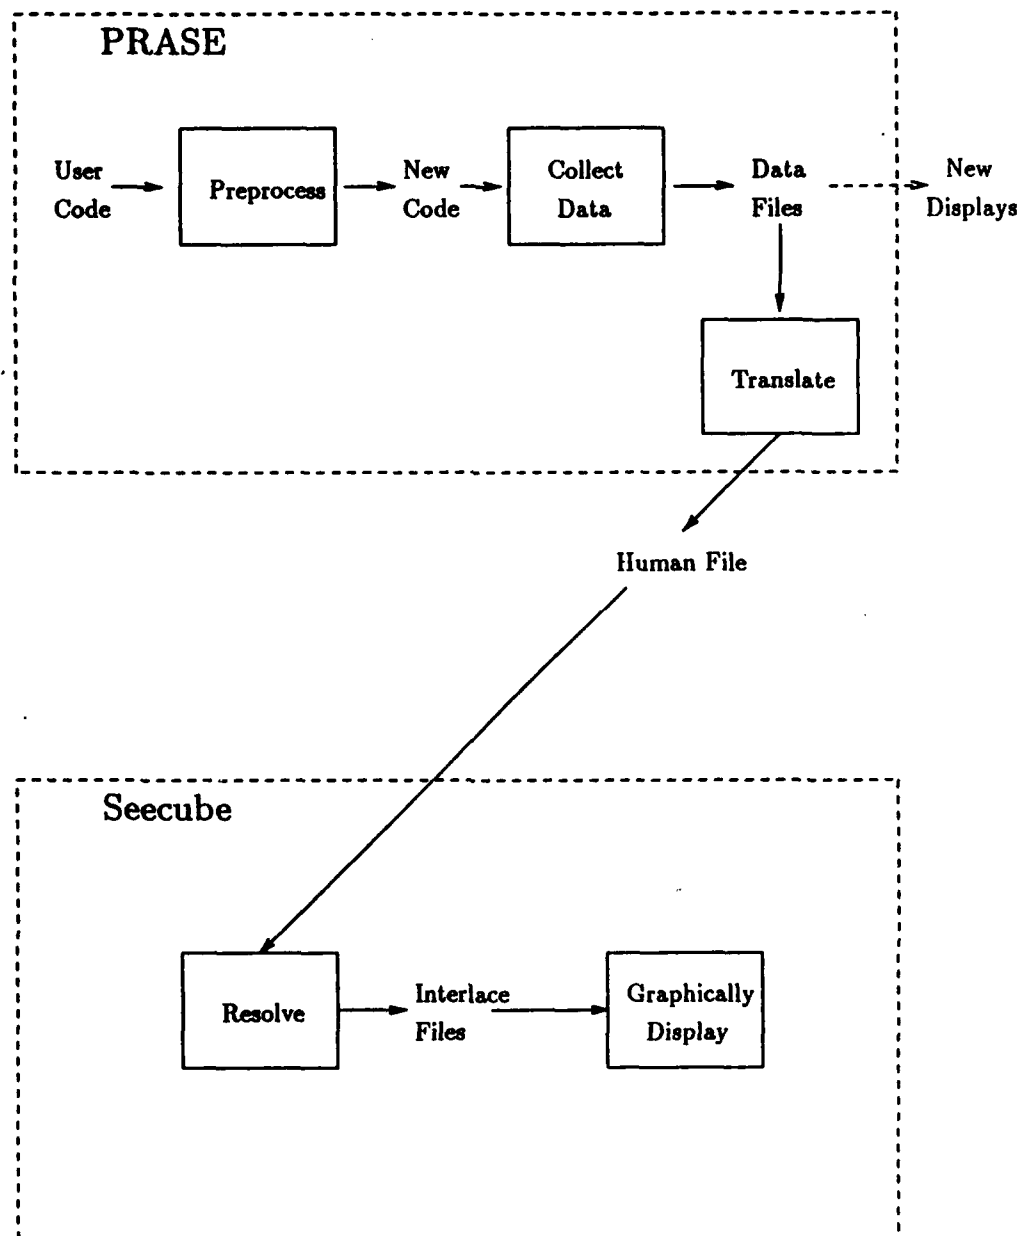 PRASE
User
Code
Preprocess
New
Code
Collect
Data
Data
Files
New
Displays
Translate
Human File
Seecube
Resolve
Interlace
Files
Graphically
Display